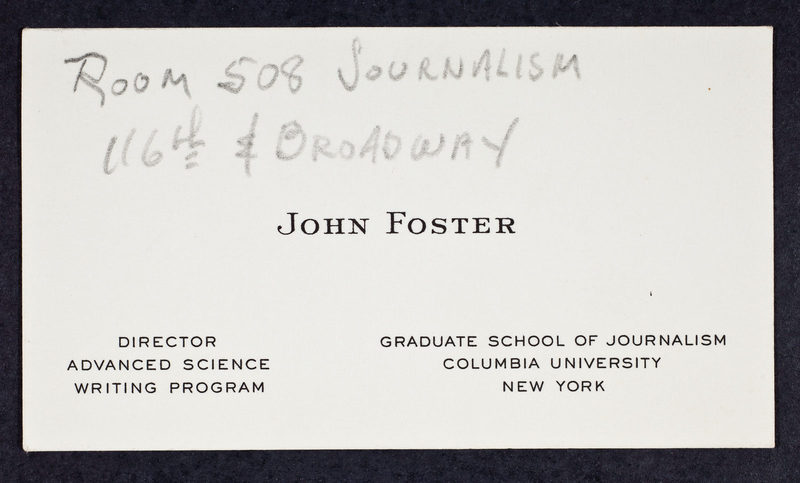 ROOM 508 JOURNALISM
116th & BROADWAY
JOHN FOSTER
DIRECTOR
ADVANCED SCIENCE
WRITING PROGRAM
GRADUATE SCHOOL OF JOURNALISM
COLUMBIA UNIVERSITY
NEW YORK